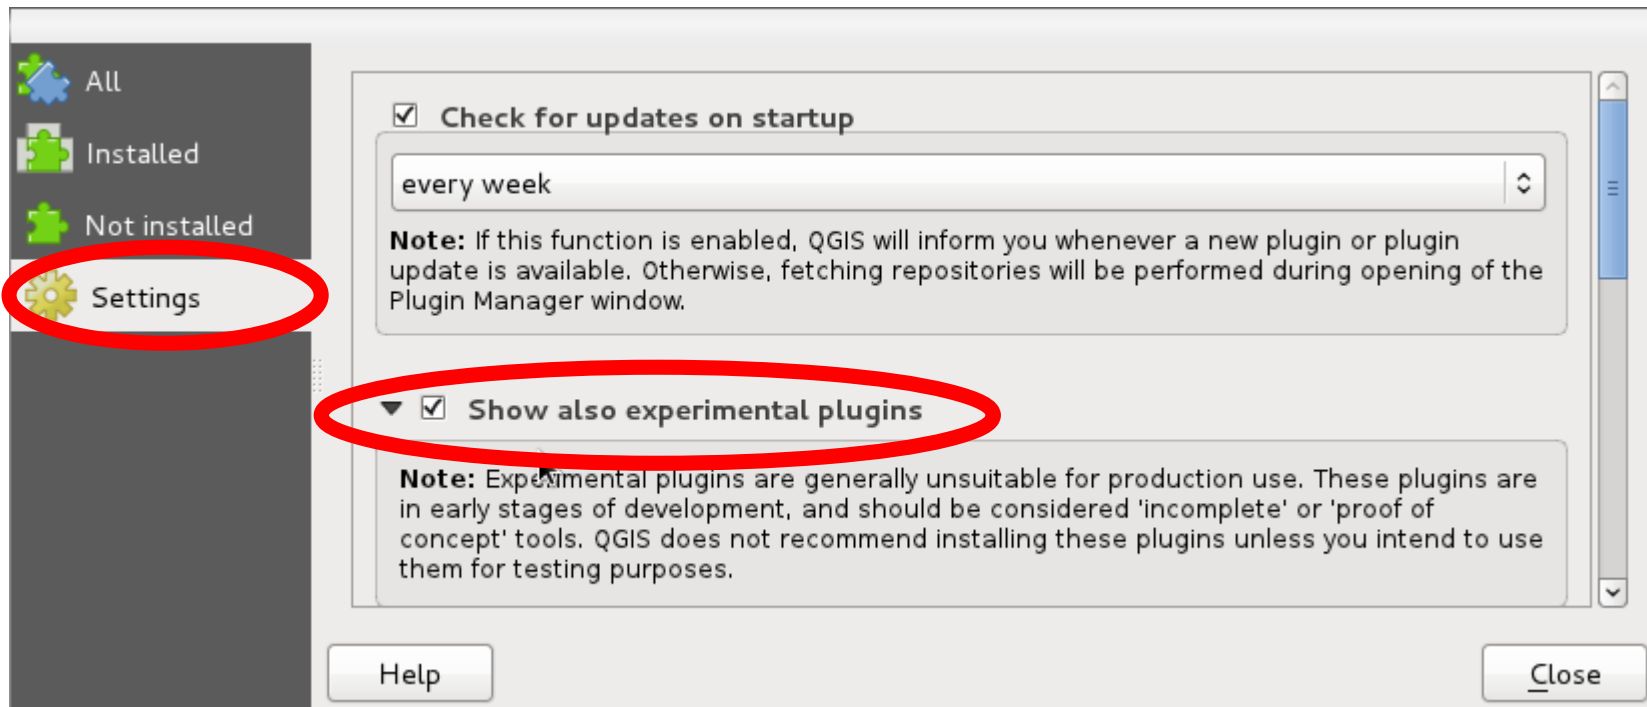 All
Installed
Not installed
Settings
Check for updates on startup
every week
Note: If this function is enabled, QGIS will inform you whenever a new plugin or plugin
update is available. Otherwise, fetching repositories will be performed during opening of the
Plugin Manager window.
Show also experimental plugins
Note: Experimental plugins are generally unsuitable for production use. These plugins are
in early stages of development, and should be considered 'incomplete' or 'proof of
concept' tools. QGIS does not recommend installing these plugins unless you intend to use
them for testing purposes.
Help
Close